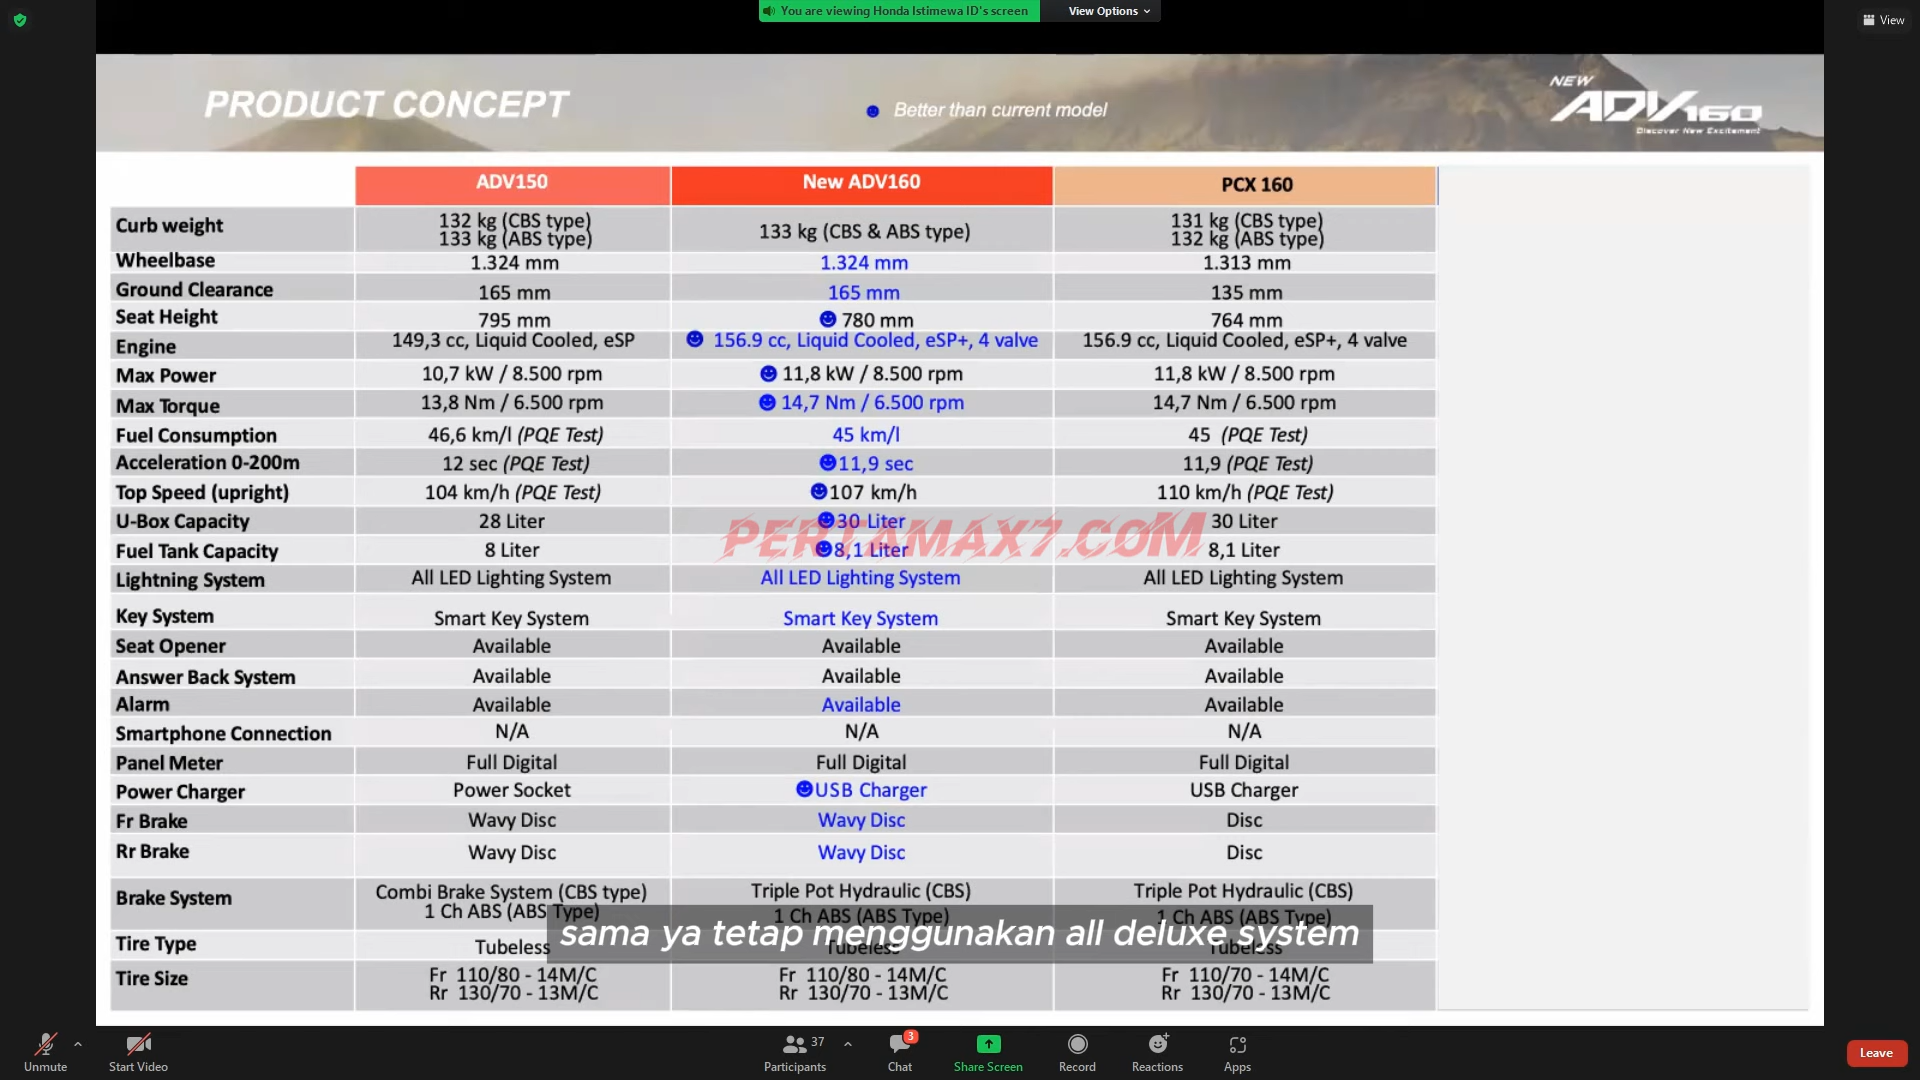 You are viewing Honda Istimewa ID's screen
View Options
View
PRODUCT CONCEPT
Better than current model
NEW
ADV160
Discover New Excitement
ADV150 New ADV160 PCX 160
Curb weight 132 kg (CBS type) 133 kg (ABS type) 133 kg (CBS & ABS type) 131 kg (CBS type) 132 kg (ABS type)
Wheelbase 1.324 mm 1.324 mm 1.313 mm
Ground Clearance 165 mm 165 mm 135 mm
Seat Height 795 mm 780 mm 764 mm
Engine 149,3 cc, Liquid Cooled, eSP 156.9 cc, Liquid Cooled, eSP+, 4 valve 156.9 cc, Liquid Cooled, eSP+, 4 valve
Max Power 10,7 kW / 8.500 rpm 11,8 kW / 8.500 rpm 11,8 kW / 8.500 rpm
Max Torque 13,8 Nm / 6.500 rpm 14,7 Nm / 6.500 rpm 14,7 Nm / 6.500 rpm
Fuel Consumption 46,6 km/l (PQE Test) 45 km/l 45 (PQE Test)
Acceleration 0-200m 12 sec (PQE Test) 11,9 sec 11,9 (PQE Test)
Top Speed (upright) 104 km/h (PQE Test) 107 km/h 110 km/h (PQE Test)
U-Box Capacity 28 Liter 30 Liter 30 Liter
PERTAMAX7.COM
Fuel Tank Capacity 8 Liter 8,1 Liter 8,1 Liter
Lightning System All LED Lighting System All LED Lighting System All LED Lighting System
Key System Smart Key System Smart Key System Smart Key System
Seat Opener Available Available Available
Answer Back System Available Available Available
Alarm Available Available Available
Smartphone Connection N/A N/A N/A
Panel Meter Full Digital Full Digital Full Digital
Power Charger Power Socket USB Charger USB Charger
Fr Brake Wavy Disc Wavy Disc Disc
Rr Brake Wavy Disc Wavy Disc Disc
Brake System Combi Brake System (CBS type) Triple Pot Hydraulic (CBS) Triple Pot Hydraulic (CBS)
1 Ch ABS (ABS Type) 1 Ch ABS (ABS Type) 1 Ch ABS (ABS Type)
sama ya tetap menggunakan all deluxe system
Tire Type Tubeless Tubeless Tubeless
Tire Size Fr 110/80 - 14M/C Fr 110/80 - 14M/C Fr 110/70 - 14M/C
Rr 130/70 - 13M/C Rr 130/70 - 13M/C Rr 130/70 - 13M/C
Unmute
Start Video
37
Participants
3
Chat
Share Screen
Record
Reactions
Apps
Leave